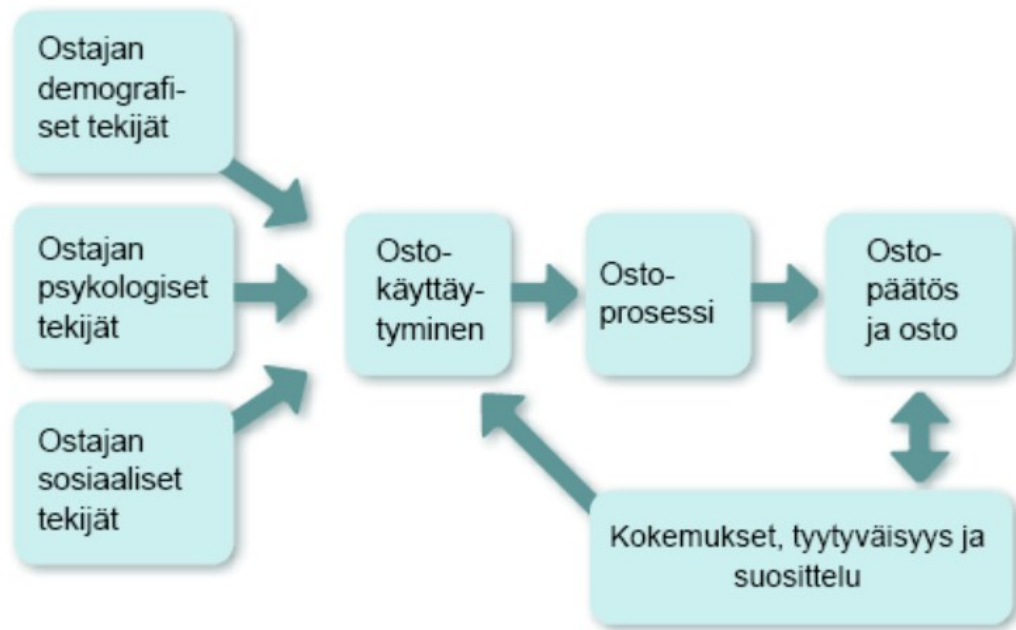 Ostajan
demografi-
set tekijät
Ostajan
psykologiset
tekijät
Ostajan
sosiaaliset
tekijät
Osto-
käyttäy-
tyminen
Osto-
prosessi
Osto-
päätös
ja osto
Kokemukset, tyytyväisyys ja
suosittelu